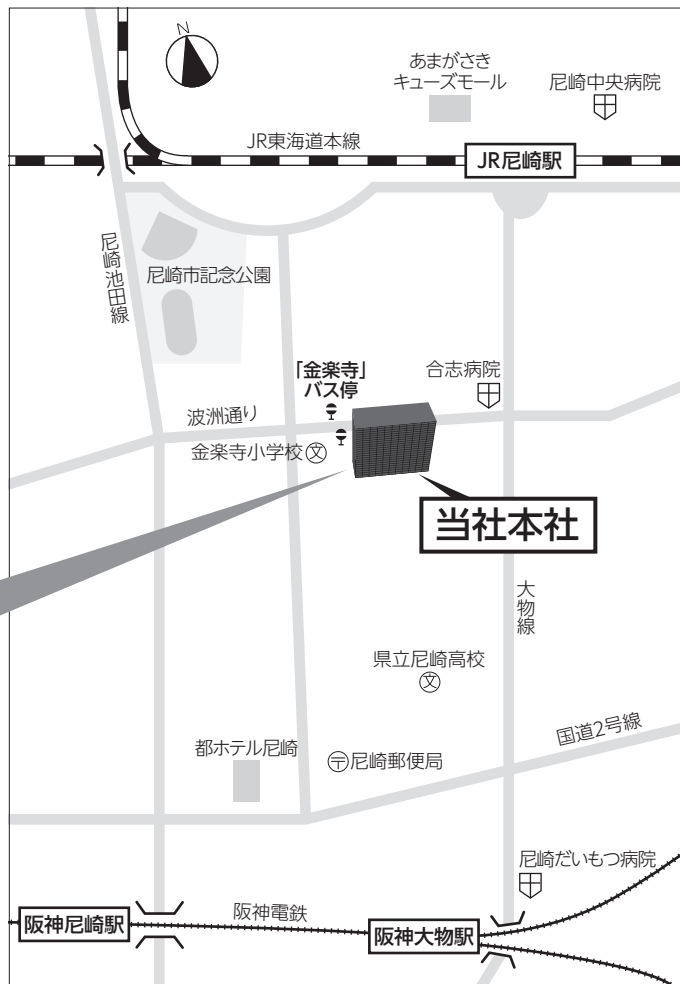 N
あまがさき
キューズモール
尼崎中央病院
JR東海道本線
JR尼崎駅
尼崎池田線
尼崎市記念公園
「金楽寺」
バス停
合志病院
波洲通り
金楽寺小学校
文
当社本社
大物線
県立尼崎高校
文
国道2号線
都ホテル尼崎
〒尼崎郵便局
尼崎だいもつ病院
阪神尼崎駅
阪神電鉄
阪神大物駅